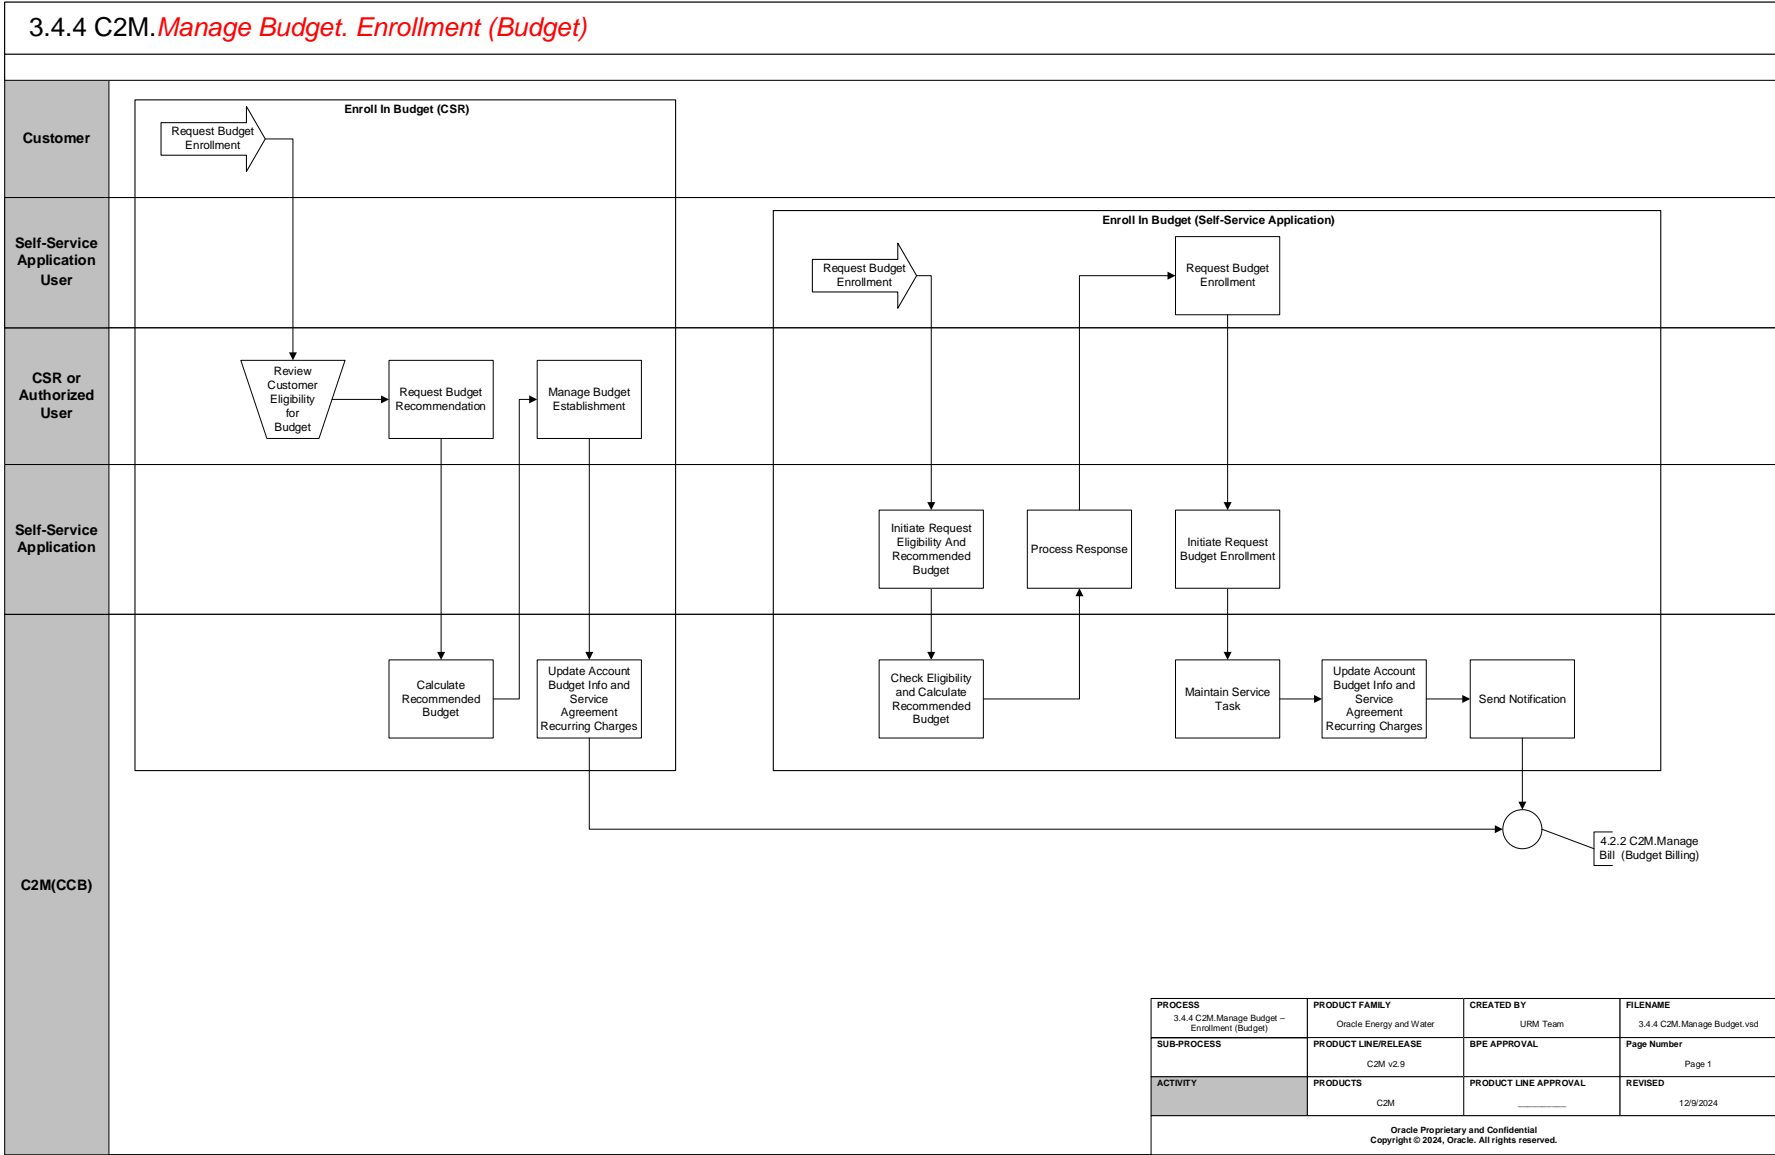 3.4.4 C2M.Manage Budget. Enrollment (Budget)
Customer
Enroll In Budget (CSR)
Request Budget
Enrollment
Self-Service
Application
User
Enroll In Budget (Self-Service Application)
Request Budget
Enrollment
Request Budget
Enrollment
CSR or
Authorized
User
Review
Customer
Eligibility
for
Budget
Request Budget
Recommendation
Manage Budget
Establishment
Self-Service
Application
Initiate Request
Eligibility And
Recommended
Budget
Process Response
Initiate Request
Budget Enrollment
C2M(CCB)
Calculate
Recommended
Budget
Update Account
Budget Info and
Service
Agreement
Recurring Charges
Check Eligibility
and Calculate
Recommended
Budget
Maintain Service
Task
Update Account
Budget Info and
Service
Agreement
Recurring Charges
Send Notification
4.2.2 C2M.Manage
Bill (Budget Billing)
PROCESS
3.4.4 C2M.Manage Budget –
Enrollment (Budget)
PRODUCT FAMILY
Oracle Energy and Water
CREATED BY
URM Team
FILENAME
3.4.4 C2M.Manage Budget.vsd
SUB-PROCESS
PRODUCT LINE/RELEASE
C2M v2.9
BPE APPROVAL
Page Number
Page 1
ACTIVITY
PRODUCTS
C2M
PRODUCT LINE APPROVAL
___________
REVISED
12/9/2024
Oracle Proprietary and Confidential
Copyright © 2024, Oracle. All rights reserved.